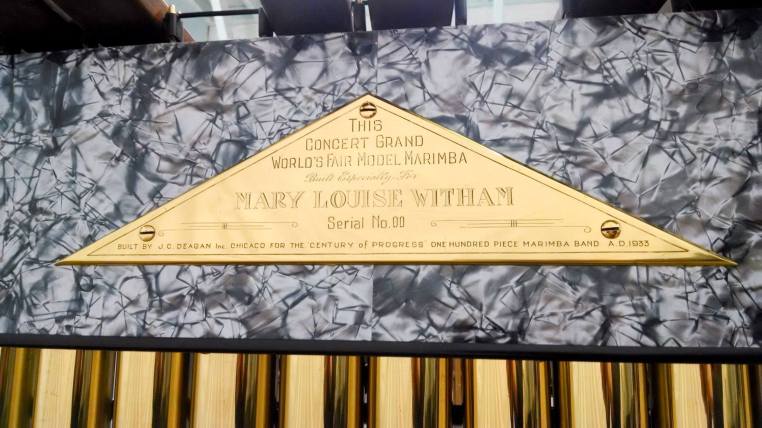 THIS
CONCERT GRAND
WORLD'S FAIR MODEL MARIMBA
Built Especially For
MARY LOUISE WITHAM
Serial No.00
BUILT BY J.C. DEAGAN Inc. CHICAGO FOR THE "CENTURY of PROGRESS" ONE HUNDRED PIECE MARIMBA BAND A.D.1933